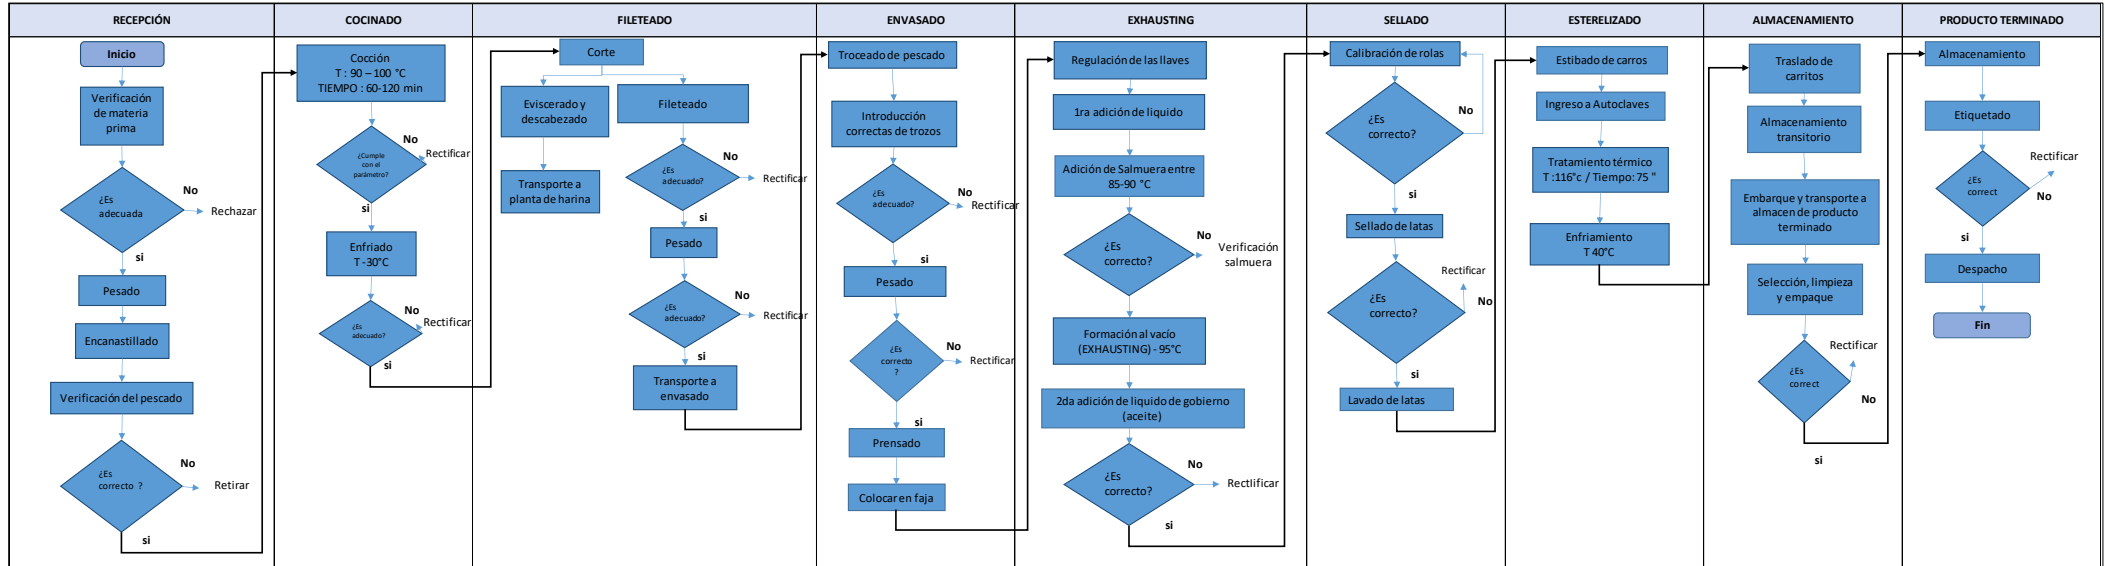 RECEPCIÓN
COCINADO
FILETEADO
ENVASADO
EXHAUSTING
SELLADO
ESTERELIZADO
ALMACENAMIENTO
PRODUCTO TERMINADO
Inicio
Verificación
de materia
prima
¿Es
adecuada
No
Rechazar
si
Pesado
Encanastillado
Verificación del pescado
¿Es
correcto ?
No
Retirar
si
Cocción
T : 90 – 100 °C
TIEMPO : 60-120 min
¿Cumple
con el
parámetro?
No
Rectificar
si
Enfriado
T -30°C
¿Es
adecuado?
No
Rectificar
si
Corte
Eviscerado y
descabezado
Transporte a
planta de harina
Fileteado
¿Es
adecuado?
No
Rectificar
si
Pesado
¿Es
adecuado?
No
Rectificar
si
Transporte a
envasado
Troceado de pescado
Introducción
correctas de trozos
¿Es
adecuado?
No
Rectificar
si
Pesado
¿Es
correcto
?
No
Rectificar
si
Prensado
Colocar en faja
Regulación de las llaves
1ra adición de liquido
Adición de Salmuera entre
85-90 °C
¿Es
correcto?
No
Verificación
salmuera
Formación al vacío
(EXHAUSTING) - 95°C
2da adición de liquido de gobierno
(aceite)
¿Es
correcto?
No
Rectlificar
si
Calibración de rolas
¿Es
correcto?
No
si
Sellado de latas
¿Es
correcto?
Rectificar
No
si
Lavado de latas
Estibado de carros
Ingreso a Autoclaves
Tratamiento térmico
T :116°c / Tiempo: 75 "
Enfriamiento
T 40°C
Traslado de
carritos
Almacenamiento
transitorio
Embarque y transporte a
almacen de producto
terminado
Selección, limpieza
y empaque
¿Es
correct
Rectificar
No
si
Almacenamiento
Etiquetado
¿Es
correct
Rectificar
No
si
Despacho
Fin